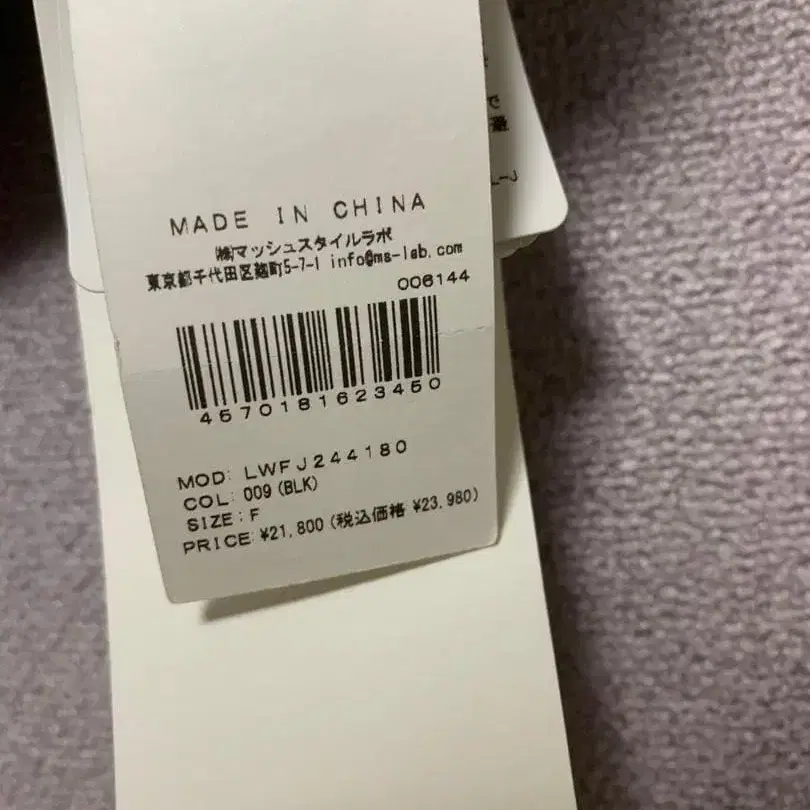 MADE IN CHINA
㈱マッシュスタイルラボ
東京都千代田区麹町5-7-1 info@ms-lab.com
006144
4570181623450
MOD: LWFJ244180
COL: 009 (BLK)
SIZE: F
PRICE: ¥21,800 (税込価格 ¥23,980)